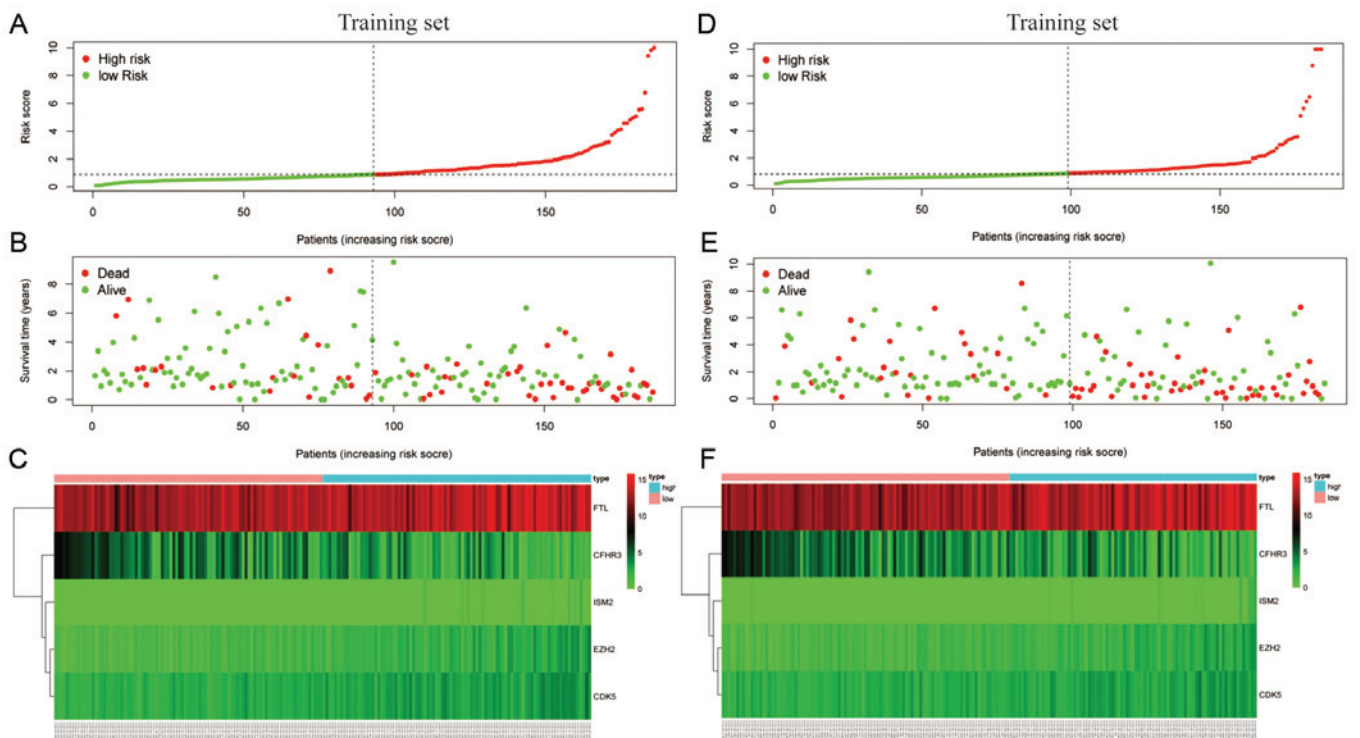 A
Training set
10
8
6
4
2
0
Risk score
High risk
low Risk
0 50 100 150
Patients (increasing risk socre)
B
8
6
4
2
0
Survival time (years)
Dead
Alive
0 50 100 150
Patients (increasing risk socre)
C
type
FTL
CFHR3
ISM2
EZH2
CDK5
15
10
5
0
type
high
low
D
Training set
10
8
6
4
2
0
Risk score
High risk
low Risk
0 50 100 150
Patients (increasing risk socre)
E
10
8
6
4
2
0
Survival time (years)
Dead
Alive
0 50 100 150
Patients (increasing risk socre)
F
type
FTL
CFHR3
ISM2
EZH2
CDK5
15
10
5
0
type
high
low